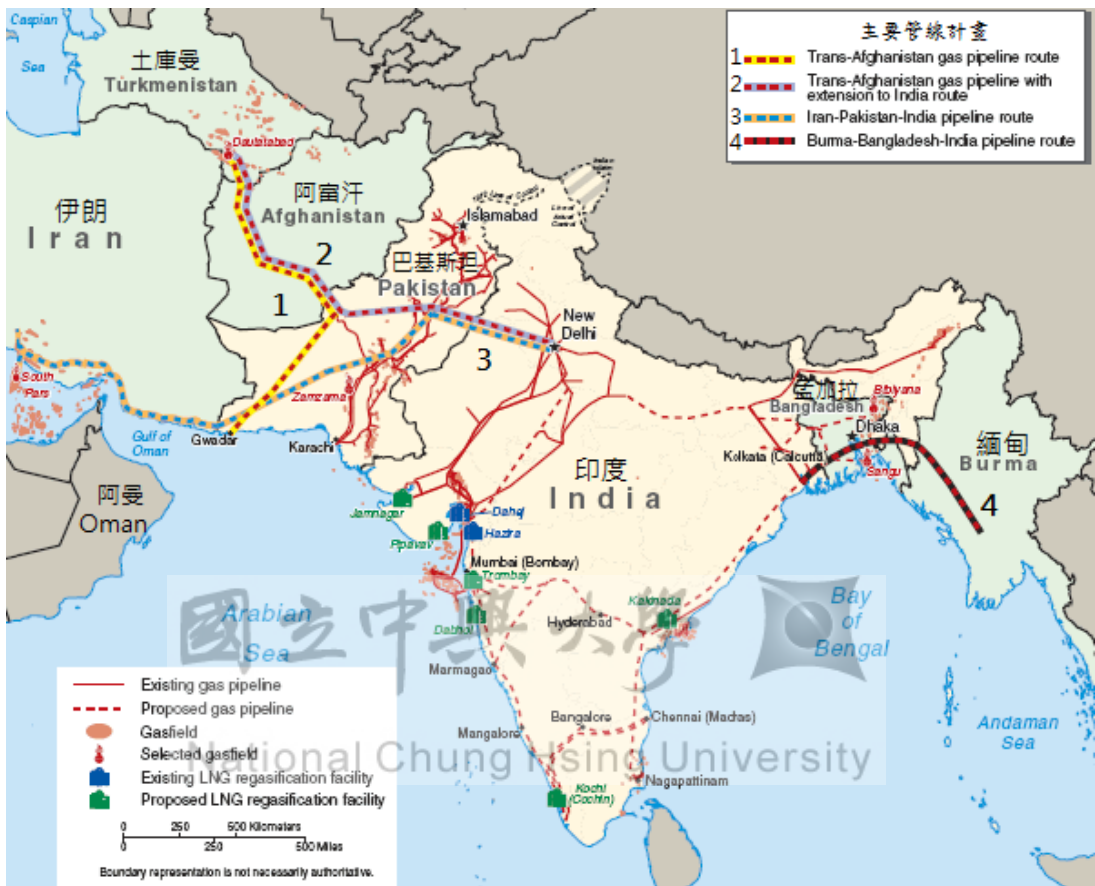 Caspian
Sea
土庫曼
Turkmenistan
主要管線計畫
1 Trans-Afghanistan gas pipeline route
2 Trans-Afghanistan gas pipeline with
extension to India route
3 Iran-Pakistan-India pipeline route
4 Burma-Bangladesh-India pipeline route
Dauletabad
阿富汗
Afghanistan
伊朗
Iran
Islamabad
2
巴基斯坦
Pakistan
1
New
Delhi
3
South
Pars
Zamzama
Gulf of
Oman
Gwadar
Karachi
孟加拉
Bangladesh
Bibiyana
Dhaka
Kolkata (Calcutta)
Sangu
緬甸
Burma
4
印度
India
阿曼
Oman
Jamnagar
Dahej
Pipavav
Hazira
Mumbai (Bombay)
Trombay
Arabian
Sea
Dabhol
Hyderabad
Kakinada
Bay
of
Bengal
國立中興大學
Marmagao
Bangalore
Chennai (Madras)
Mangalore
Andaman
Sea
National Chung Hsing University
Nagapattinam
Kochi
(Cochin)
Existing gas pipeline
Proposed gas pipeline
Gasfield
Selected gasfield
Existing LNG regasification facility
Proposed LNG regasification facility
0 250 500 Kilometers
0 250 500 Miles
Boundary representation is not necessarily authoritative.